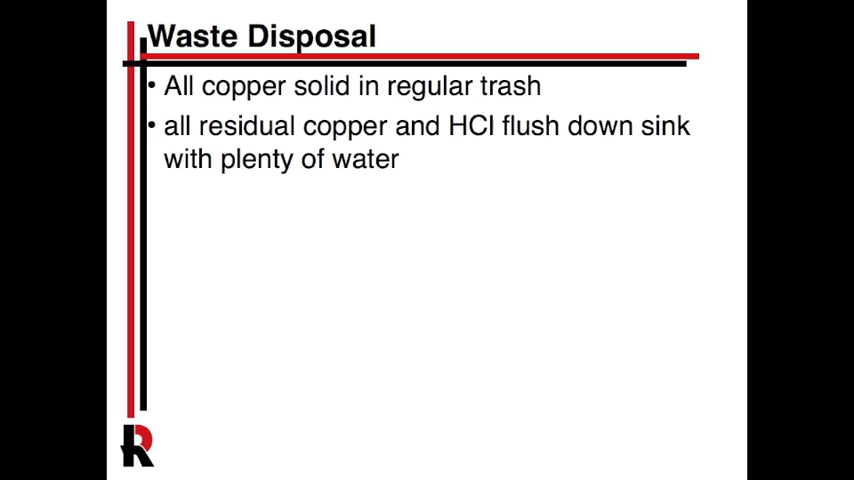 Waste Disposal
• All copper solid in regular trash
• all residual copper and HCl flush down sink
with plenty of water
R